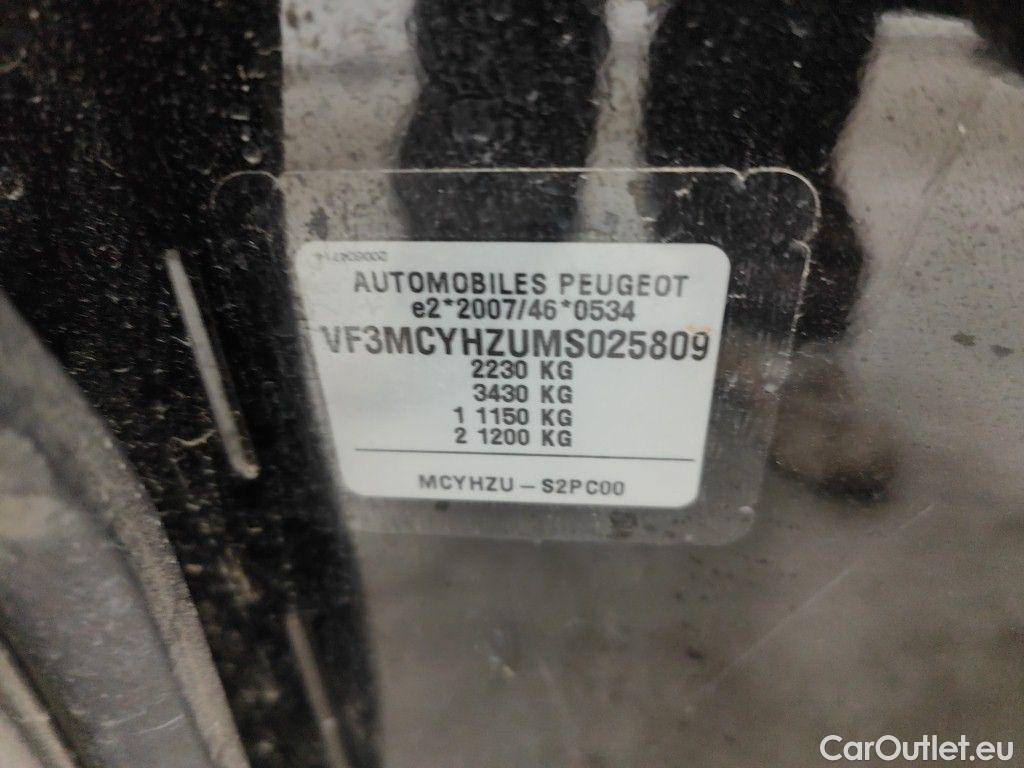 200604714
AUTOMOBILES PEUGEOT
e2*2007/46*0534
VF3MCYHZUMS025809
2230 KG
3430 KG
1 1150 KG
2 1200 KG
MCYHZU - S2PC00
CarOutlet.eu